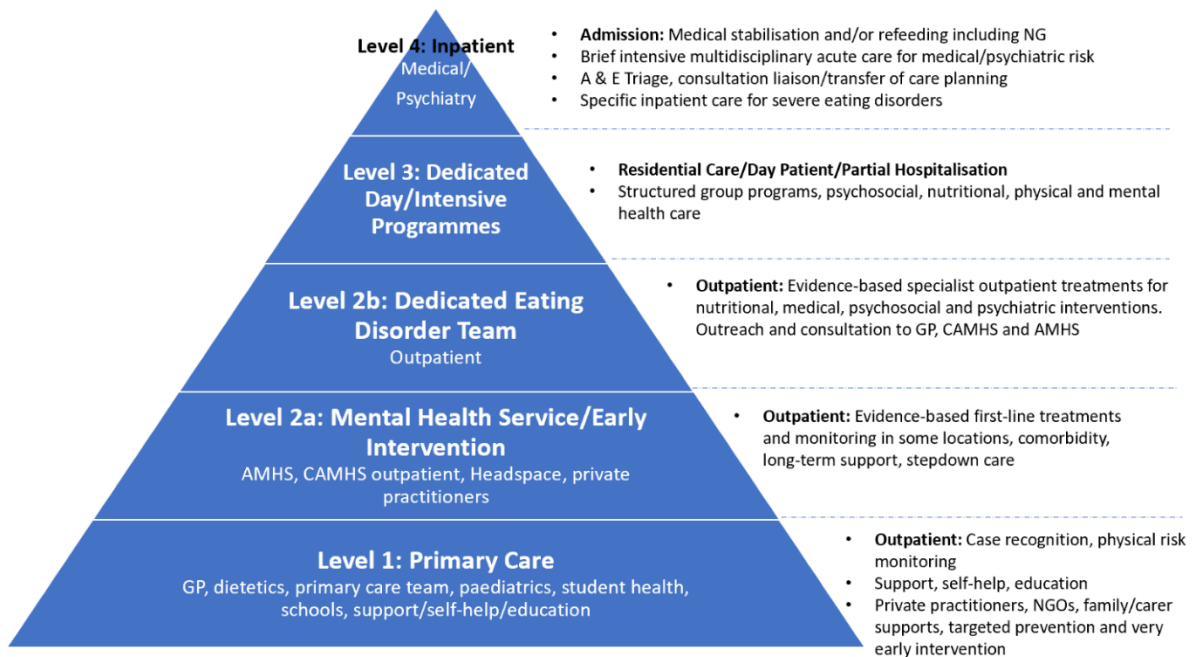 Level 4: Inpatient
Medical/
Psychiatry
• Admission: Medical stabilisation and/or refeeding including NG
• Brief intensive multidisciplinary acute care for medical/psychiatric risk
• A & E Triage, consultation liaison/transfer of care planning
• Specific inpatient care for severe eating disorders
Level 3: Dedicated
Day/Intensive
Programmes
• Residential Care/Day Patient/Partial Hospitalisation
• Structured group programs, psychosocial, nutritional, physical and mental
health care
Level 2b: Dedicated Eating
Disorder Team
Outpatient
• Outpatient: Evidence-based specialist outpatient treatments for
nutritional, medical, psychosocial and psychiatric interventions.
Outreach and consultation to GP, CAMHS and AMHS
Level 2a: Mental Health Service/Early
Intervention
AMHS, CAMHS outpatient, Headspace, private
practitioners
• Outpatient: Evidence-based first-line treatments
and monitoring in some locations, comorbidity,
long-term support, stepdown care
Level 1: Primary Care
GP, dietetics, primary care team, paediatrics, student health,
schools, support/self-help/education
• Outpatient: Case recognition, physical risk
monitoring
• Support, self-help, education
• Private practitioners, NGOs, family/carer
supports, targeted prevention and very
early intervention